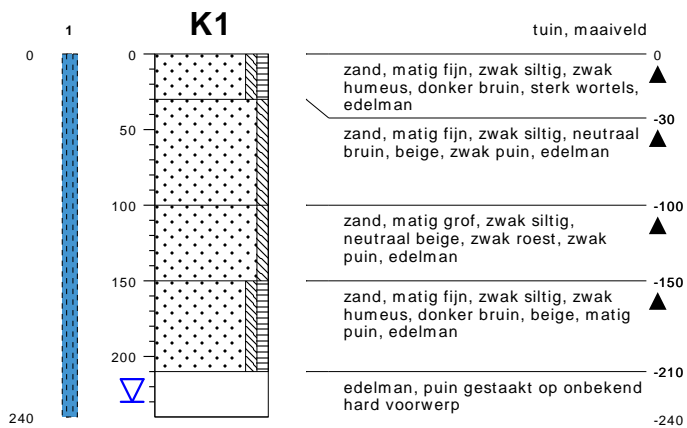 K1
1
tuin, maaiveld
0
0
0
zand, matig fijn, zwak siltig, zwak
humeus, donker bruin, sterk wortels,
edelman
-30
50
zand, matig fijn, zwak siltig, neutraal
bruin, beige, zwak puin, edelman
100
-100
zand, matig grof, zwak siltig,
neutraal beige, zwak roest, zwak
puin, edelman
150
-150
zand, matig fijn, zwak siltig, zwak
humeus, donker bruin, beige, matig
puin, edelman
200
-210
edelman, puin gestaakt op onbekend
hard voorwerp
240
-240